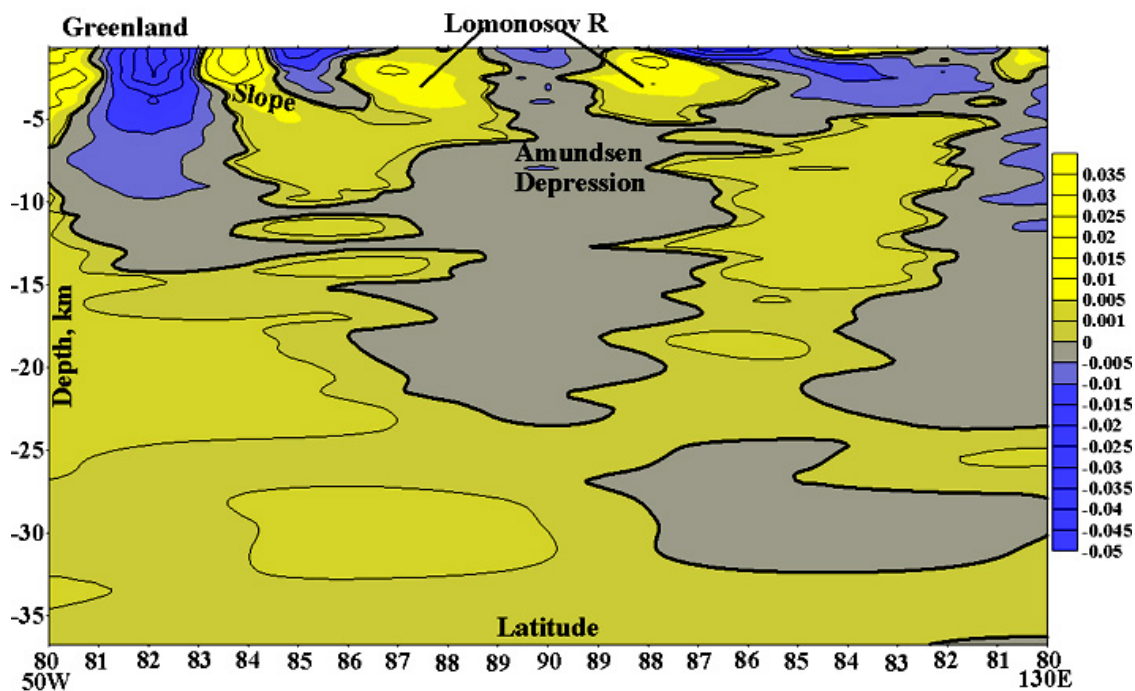 Greenland
Lomonosov R
Slope
Amundsen
Depression
Depth, km
-5
-10
-15
-20
-25
-30
-35
0.035
0.03
0.025
0.02
0.01
0.005
0.001
0
-0.005
-0.01
-0.015
-0.02
-0.025
-0.03
-0.035
-0.04
-0.045
-0.05
Latitude
80 81 82 83 84 85 86 87 89 90 89 88 87 86 85 84 83 82 81 80
50W 130E